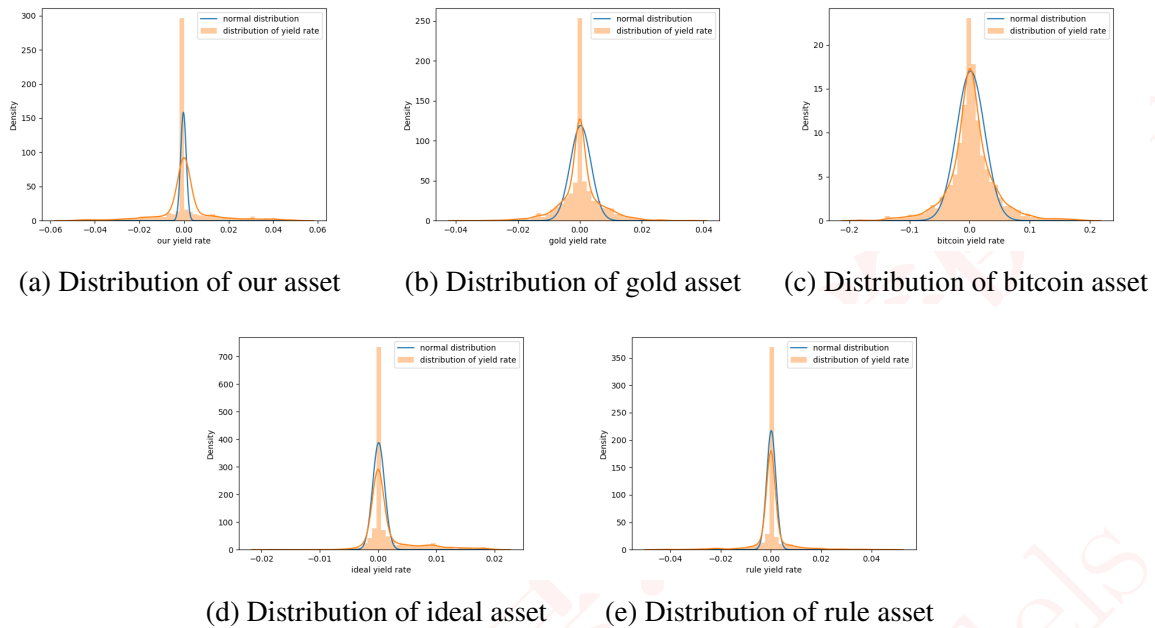 300
250
200
150
100
50
0
Density
normal distribution
distribution of yield rate
−0.06 −0.04 −0.02 0.00 0.02 0.04 0.06
our yield rate
250
200
150
100
50
0
Density
normal distribution
distribution of yield rate
−0.04 −0.02 0.00 0.02 0.04
gold yield rate
20
15
10
5
0
Density
normal distribution
distribution of yield rate
−0.2 −0.1 0.0 0.1 0.2
bitcoin yield rate
(a) Distribution of our asset (b) Distribution of gold asset (c) Distribution of bitcoin asset
700
600
500
400
300
200
100
0
Density
normal distribution
distribution of yield rate
−0.02 −0.01 0.00 0.01 0.02
ideal yield rate
350
300
250
200
150
100
50
0
Density
normal distribution
distribution of yield rate
−0.04 −0.02 0.00 0.02 0.04
rule yield rate
(d) Distribution of ideal asset (e) Distribution of rule asset